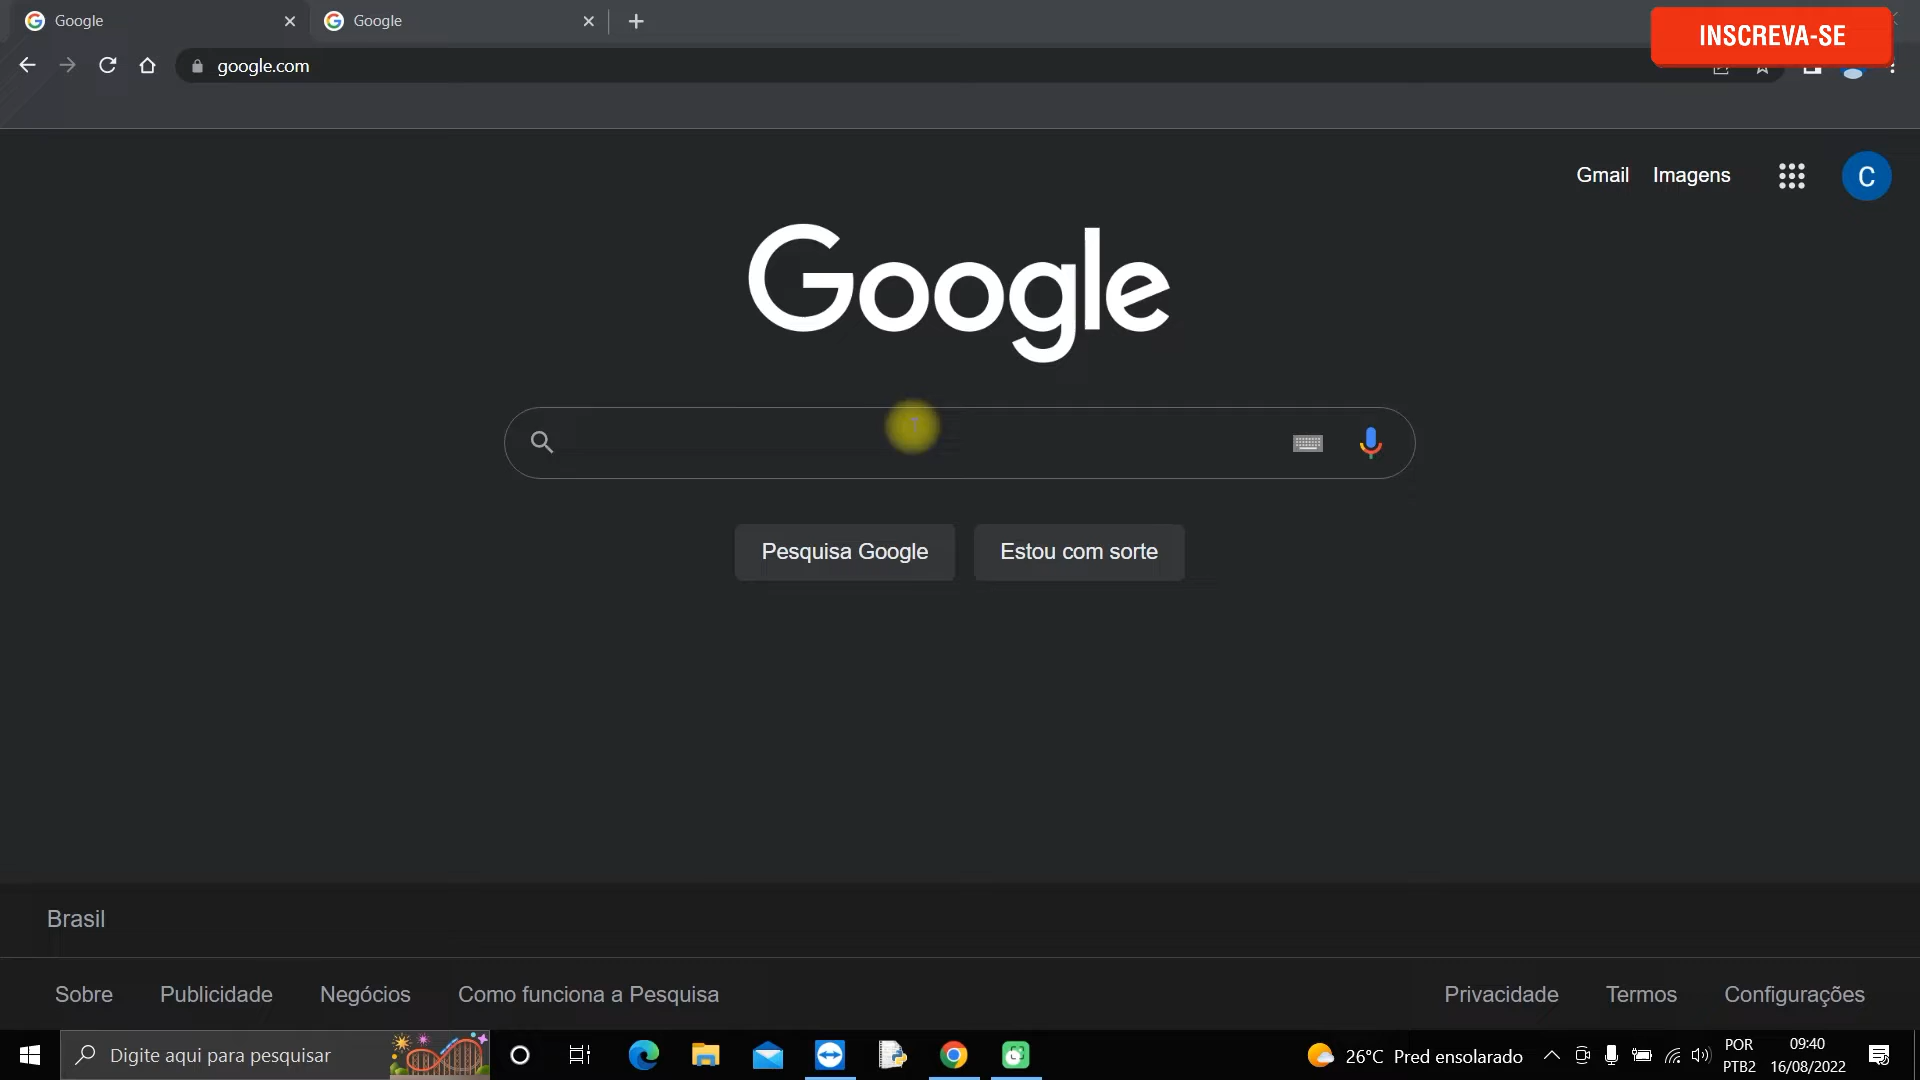 Google
Google
INSCREVA-SE
google.com
Gmail
Imagens
C
Google
Pesquisa Google
Estou com sorte
Brasil
Sobre
Publicidade
Negócios
Como funciona a Pesquisa
Privacidade
Termos
Configurações
Digite aqui para pesquisar
26°C Pred ensolarado
POR
PTB2
09:40
16/08/2022